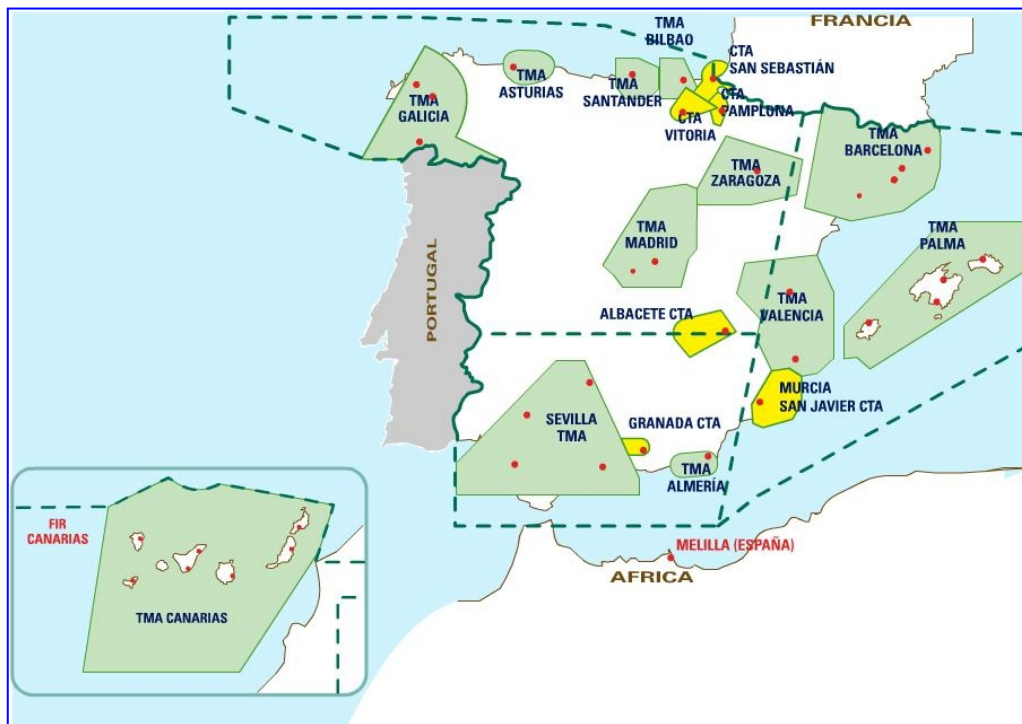 FRANCIA
TMA
BILBAO
CTA
SAN SEBASTIÁN
TMA
ASTURIAS
TMA
SANTANDER
CTA
PAMPLONA
CTA
VITORIA
TMA
GALICIA
TMA
BARCELONA
TMA
ZARAGOZA
TMA
MADRID
TMA
PALMA
PORTUGAL
TMA
VALENCIA
ALBACETE CTA
MURCIA
SAN JAVIER CTA
SEVILLA
TMA
GRANADA CTA
TMA
ALMERÍA
FIR
CANARIAS
MELILLA (ESPAÑA)
AFRICA
TMA CANARIAS